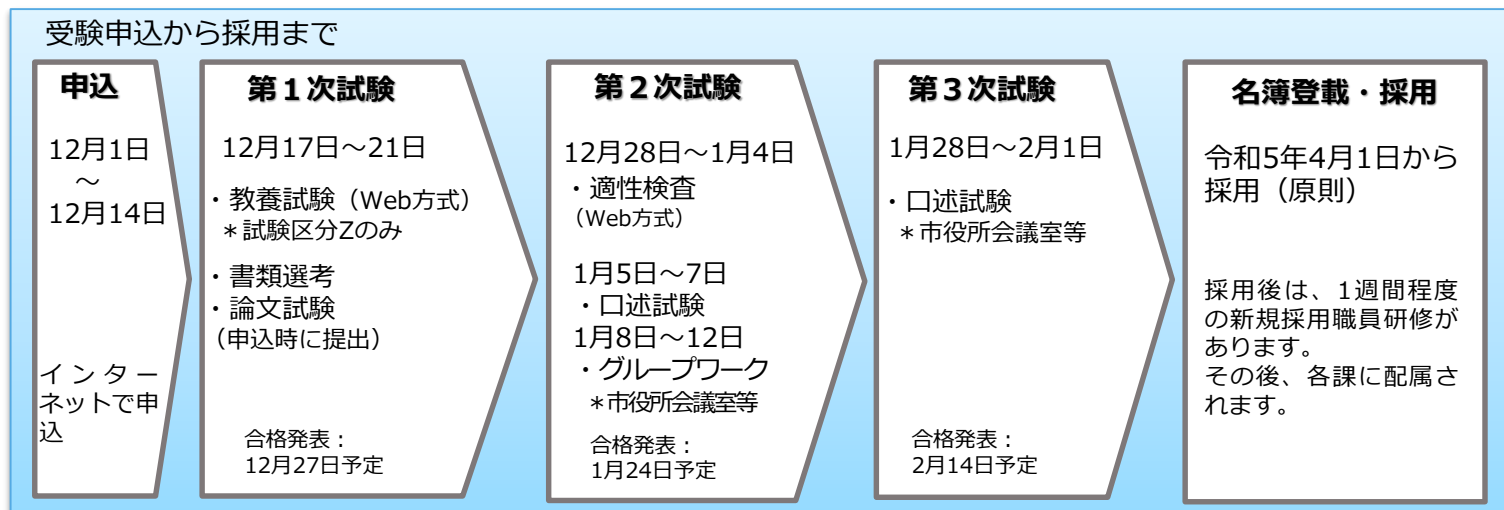 受験申込から採用まで
申込
12月1日
～
12月14日
インター
ネットで申
込
第１次試験
12月17日～21日
・教養試験（Web方式）
＊試験区分Zのみ
・書類選考
・論文試験
（申込時に提出）
合格発表：
12月27日予定
第２次試験
12月28日～1月4日
・適性検査
（Web方式）
1月5日～7日
・口述試験
1月8日～12日
・グループワーク
＊市役所会議室等
合格発表：
1月24日予定
第３次試験
1月28日～2月1日
・口述試験
＊市役所会議室等
合格発表：
2月14日予定
名簿登載・採用
令和5年4月1日から
採用（原則）
採用後は、1週間程度
の新規採用職員研修が
あります。
その後、各課に配属さ
れます。